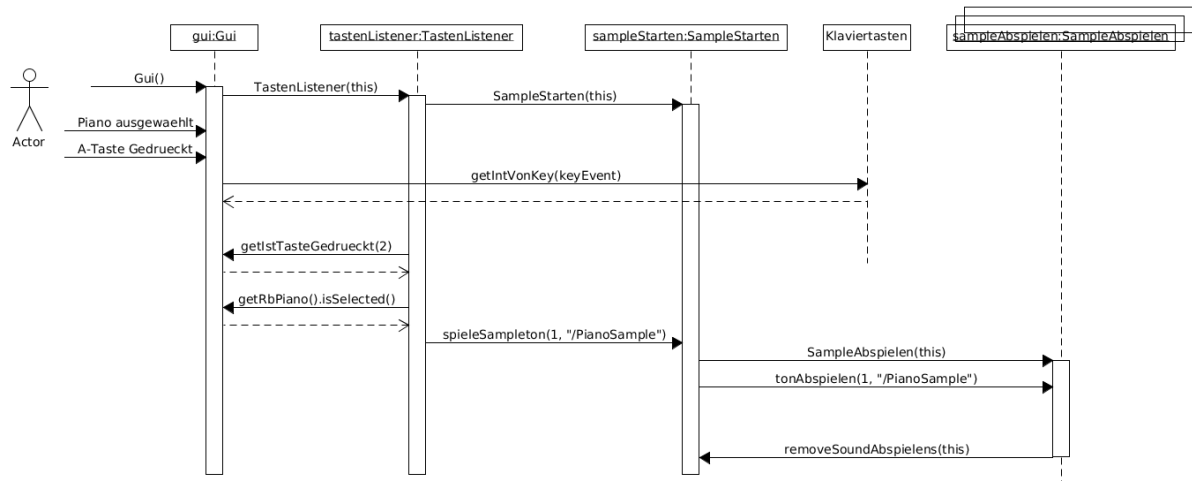 gui:Gui
tastenListener:TastenListener
sampleStarten:SampleStarten
Klaviertasten
sampleAbspielen:SampleAbspielen
Gui()
TastenListener(this)
SampleStarten(this)
Actor
Piano ausgewaehlt
A-Taste Gedrueckt
getIntVonKey(keyEvent)
getIstTasteGedrueckt(2)
getRbPiano().isSelected()
spieleSampleton(1, "/PianoSample")
SampleAbspielen(this)
tonAbspielen(1, "/PianoSample")
removeSoundAbspielens(this)